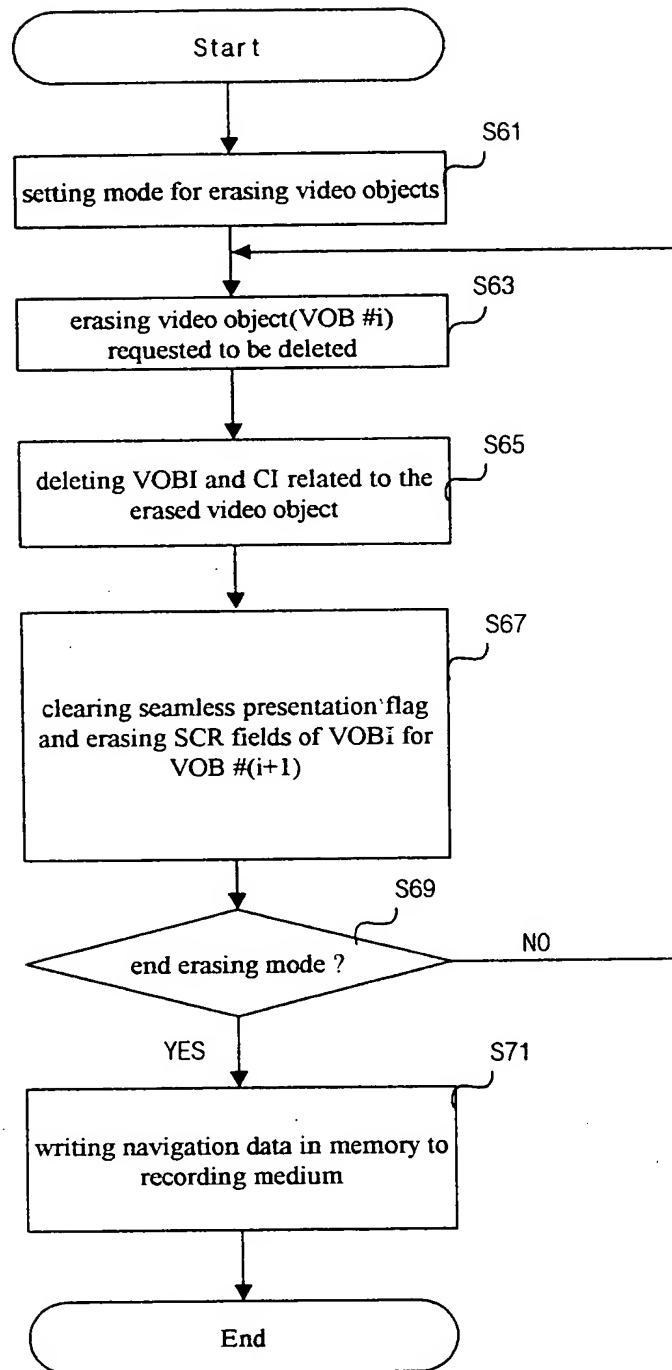 Start
S61
setting mode for erasing video objects
S63
erasing video object(VOB #i)
requested to be deleted
S65
deleting VOBI and CI related to the
erased video object
S67
clearing seamless presentation flag
and erasing SCR fields of VOBI for
VOB #(i+1)
S69
end erasing mode ?
NO
YES
S71
writing navigation data in memory to
recording medium
End